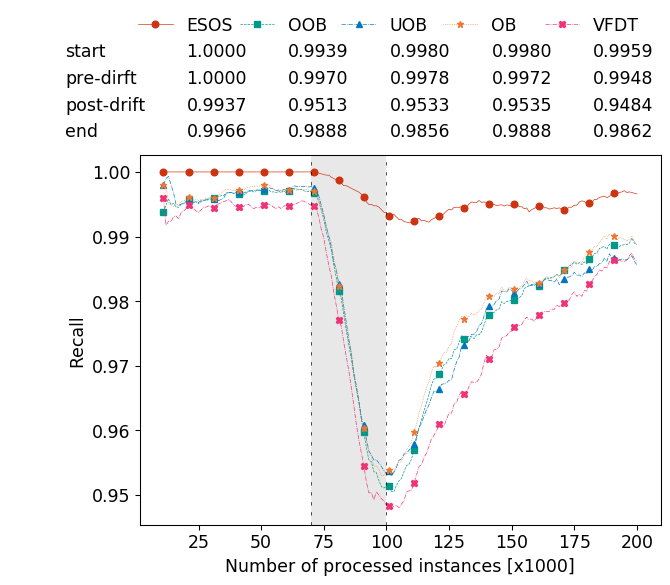 ESOS OOB UOB OB VFDT
start 1.0000 0.9939 0.9980 0.9980 0.9959
pre-dirft 1.0000 0.9970 0.9978 0.9972 0.9948
post-drift 0.9937 0.9513 0.9533 0.9535 0.9484
end 0.9966 0.9888 0.9856 0.9888 0.9862
1.00
0.99
0.98
0.97
0.96
0.95
Recall
25 50 75 100 125 150 175 200
Number of processed instances [x1000]